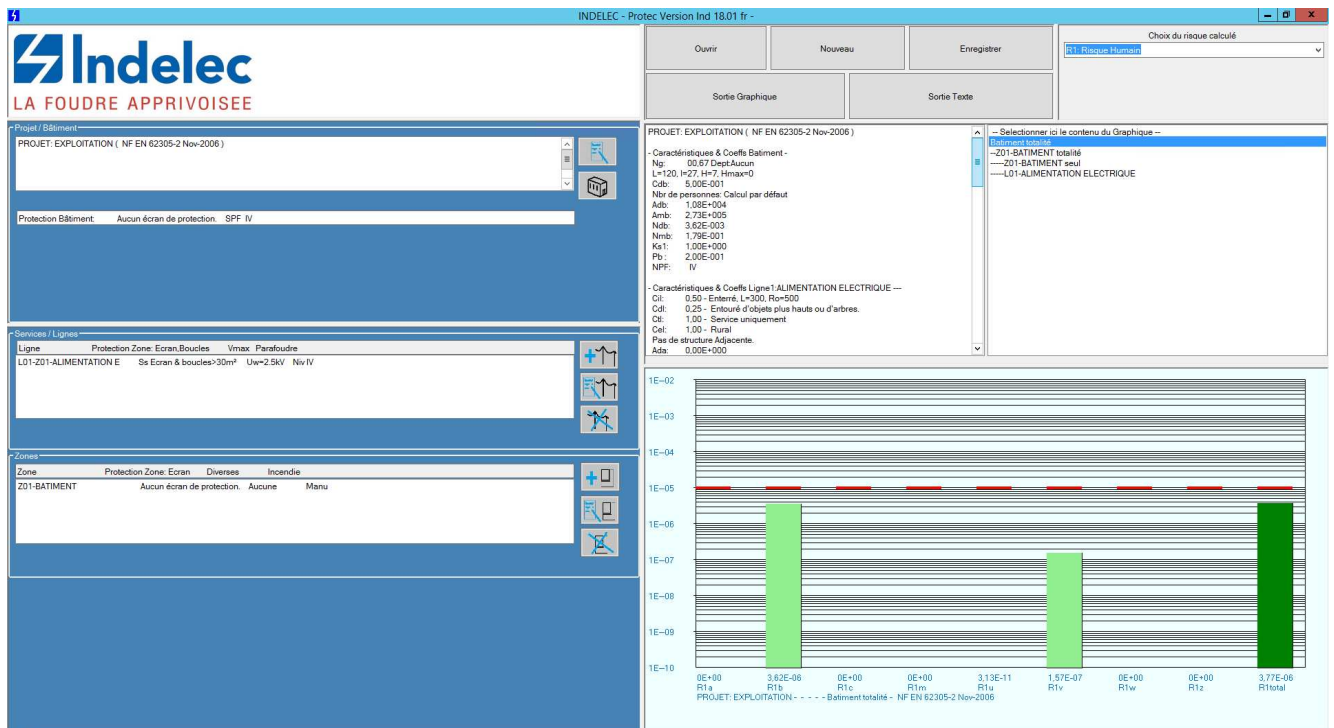 INDELEC - Protec Version Ind 18.01 fr -
Indelec
LA FOUDRE APPRIVOISEE
Ouvrir
Nouveau
Enregistrer
Sortie Graphique
Sortie Texte
Choix du risque calculé
R1: Risque Humain
Projet / Bâtiment
PROJET: EXPLOITATION ( NF EN 62305-2 Nov-2006 )
Protection Bâtiment: Aucun écran de protection. SPF IV
Services / Lignes
Ligne Protection Zone: Ecran,Boucles Vmax Parafoudre
L01-Z01-ALIMENTATION E Ss Ecran & boucles>30m² Uw=2.5kV Niv IV
Zones
Zone Protection Zone: Ecran Diverses Incendie
Z01-BATIMENT Aucun écran de protection. Aucune Manu
PROJET: EXPLOITATION ( NF EN 62305-2 Nov-2006 )
- Caractéristiques & Coeffs Batiment -
Ng: 00,67 Dept:Aucun
L=120, l=27, H=7, Hmax=0
Cdb: 5,00E-001
Nbr de personnes: Calcul par défaut
Adb: 1,08E+004
Amb: 2,73E+005
Ndb: 3,62E-003
Nmb: 1,79E-001
Ks1: 1,00E+000
Pb : 2,00E-001
NPF: IV
- Caractéristiques & Coeffs Ligne1:ALIMENTATION ELECTRIQUE ---
Cil: 0,50 - Enterré, L=300, Ro=500
Cdl: 0,25 - Entouré d'objets plus hauts ou d'arbres.
Ctl: 1,00 - Service uniquement
Cel: 1,00 - Rural
Pas de structure Adjacente.
Ada: 0,00E+000
-- Selectionner ici le contenu du Graphique --
Batiment totalité
--Z01-BATIMENT totalité
-----Z01-BATIMENT seul
-----L01-ALIMENTATION ELECTRIQUE
1E--02
1E--03
1E--04
1E--05
1E--06
1E--07
1E--08
1E--09
1E--10
0E+00 3,62E-06 0E+00 0E+00 3,13E-11 1,57E-07 0E+00 0E+00 3,77E-06
R1a R1b R1c R1m R1u R1v R1w R1z R1total
PROJET: EXPLOITATION - - - - - Batiment totalité - NF EN 62305-2 Nov-2006